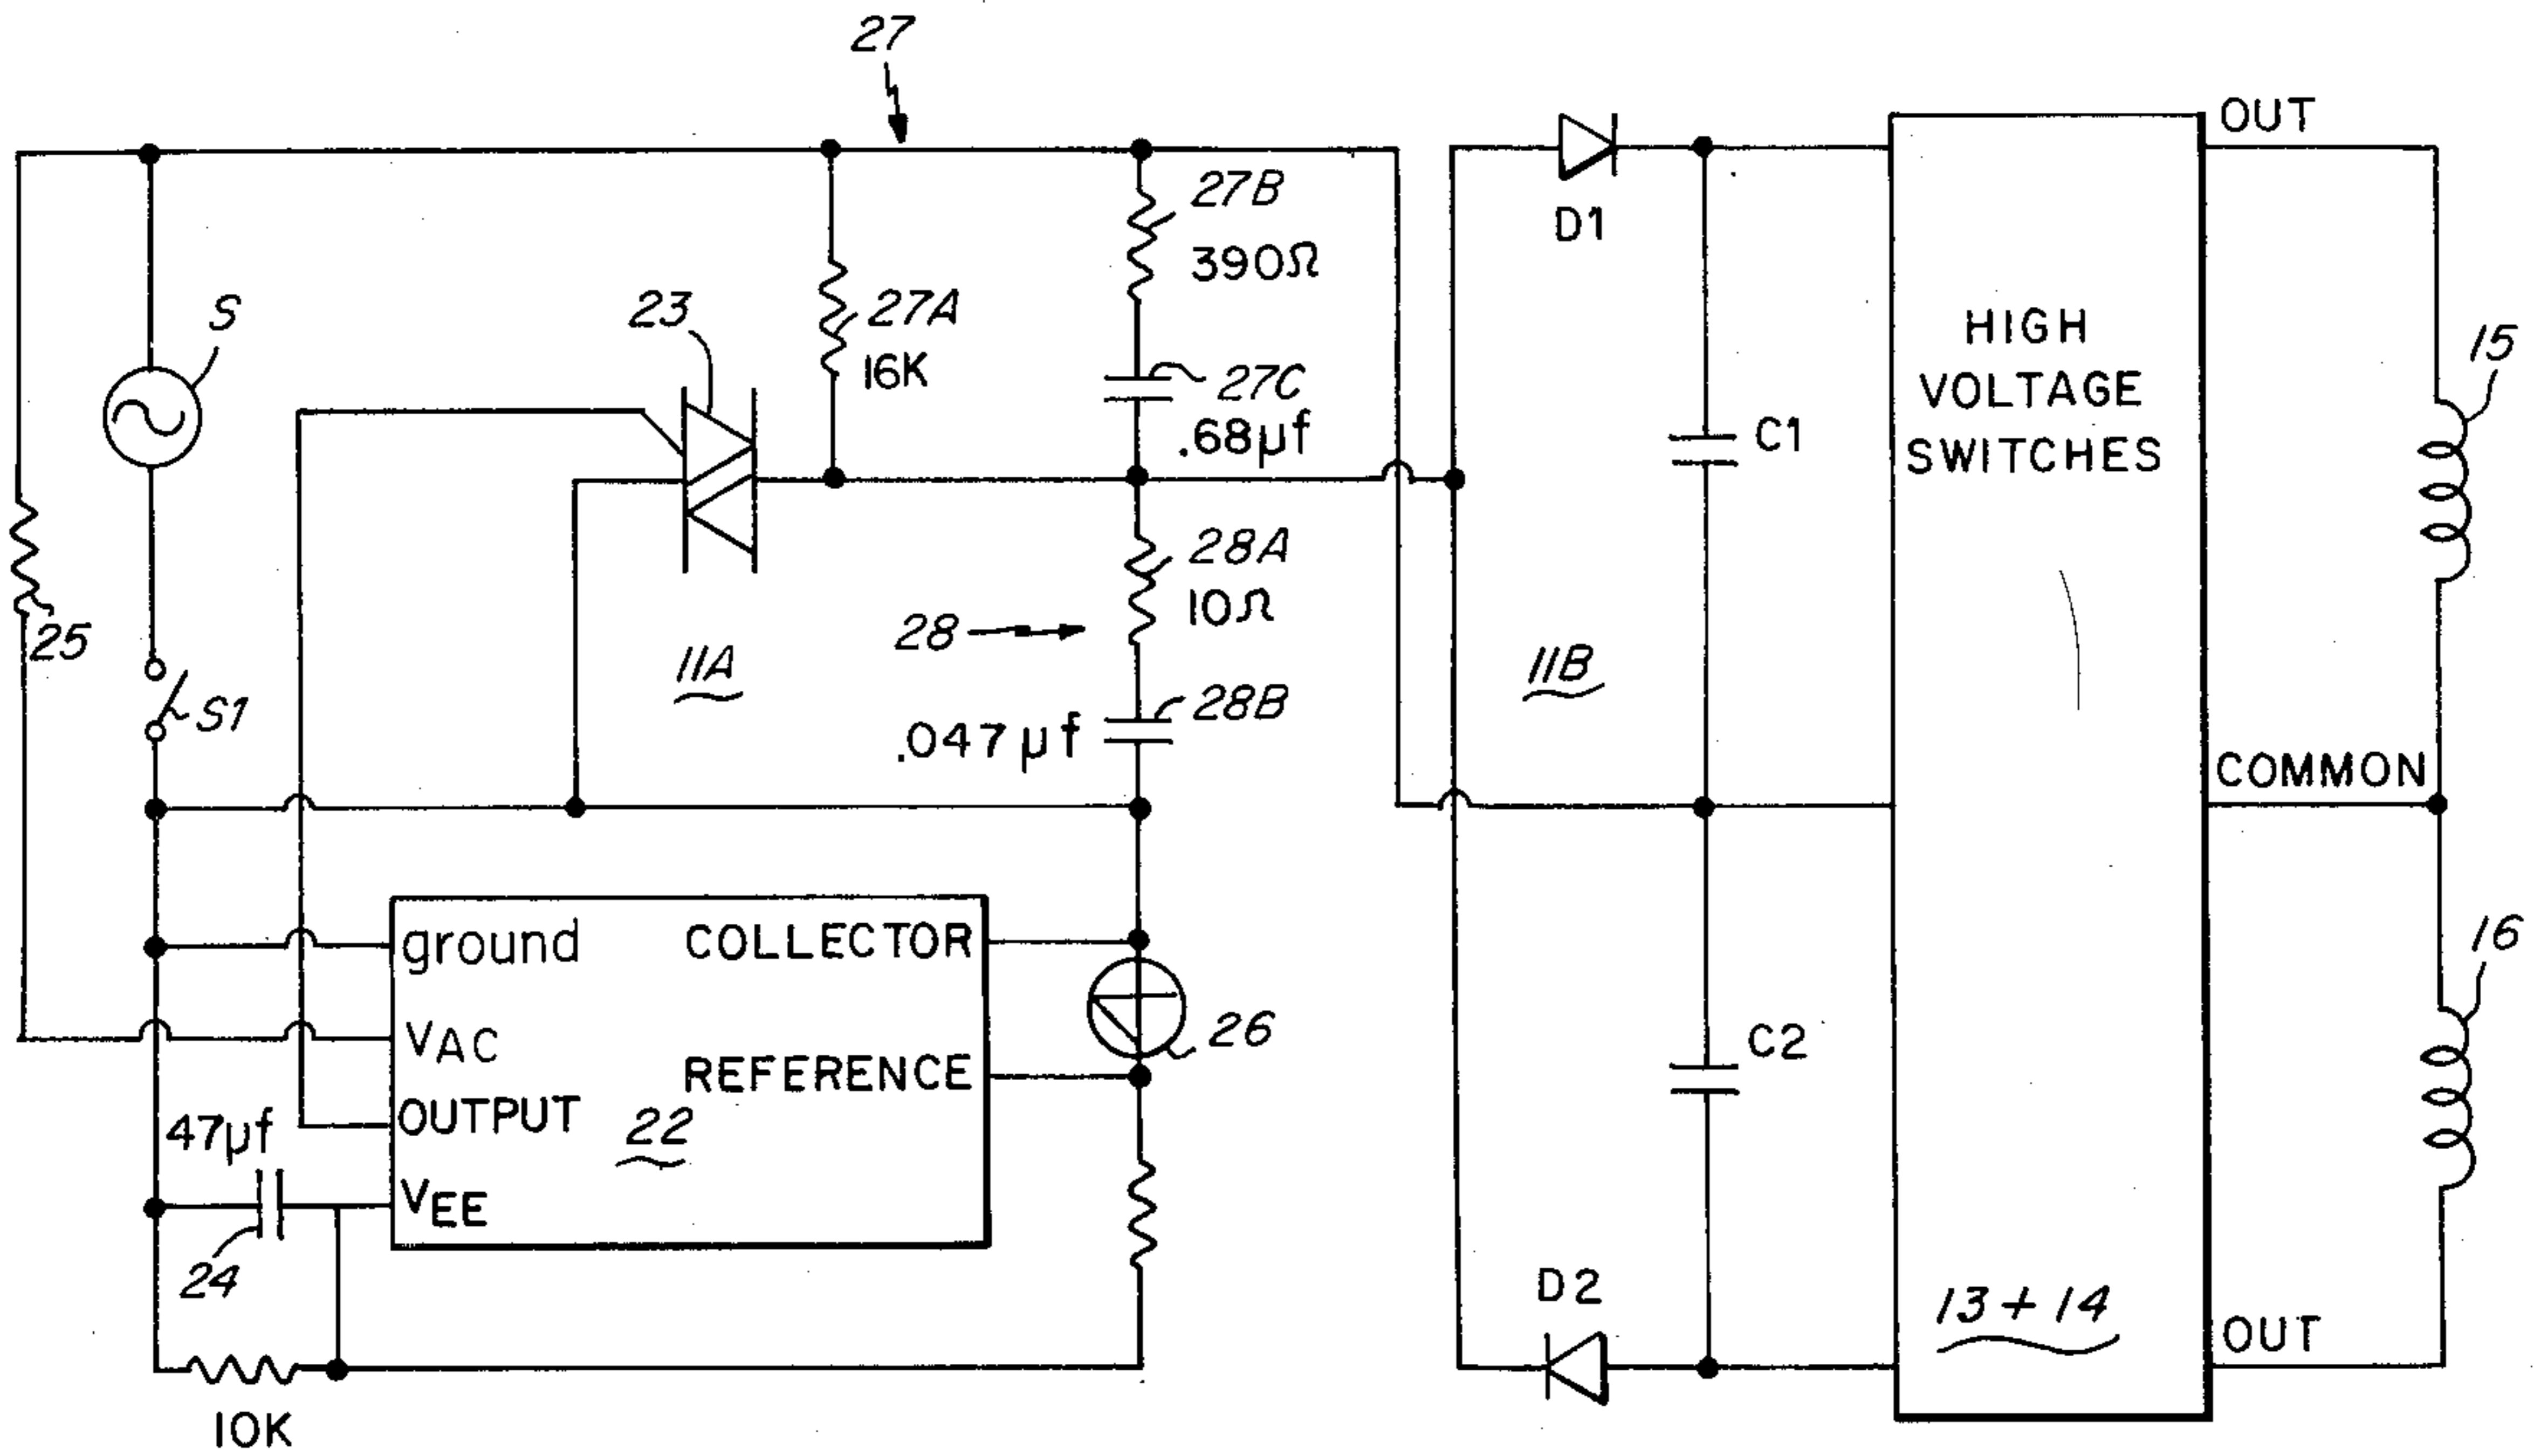 27
OUT
27B
D1
390Ω
S
23
27A
HIGH
15
16K
27C
VOLTAGE
.68µf
C1
SWITCHES
28A
10Ω
25
28
11A
11B
S1
28B
.047µf
COMMON
ground
COLLECTOR
16
VAC
26
C2
REFERENCE
47µf
OUTPUT
22
VEE
24
D2
13 + 14
OUT
10K